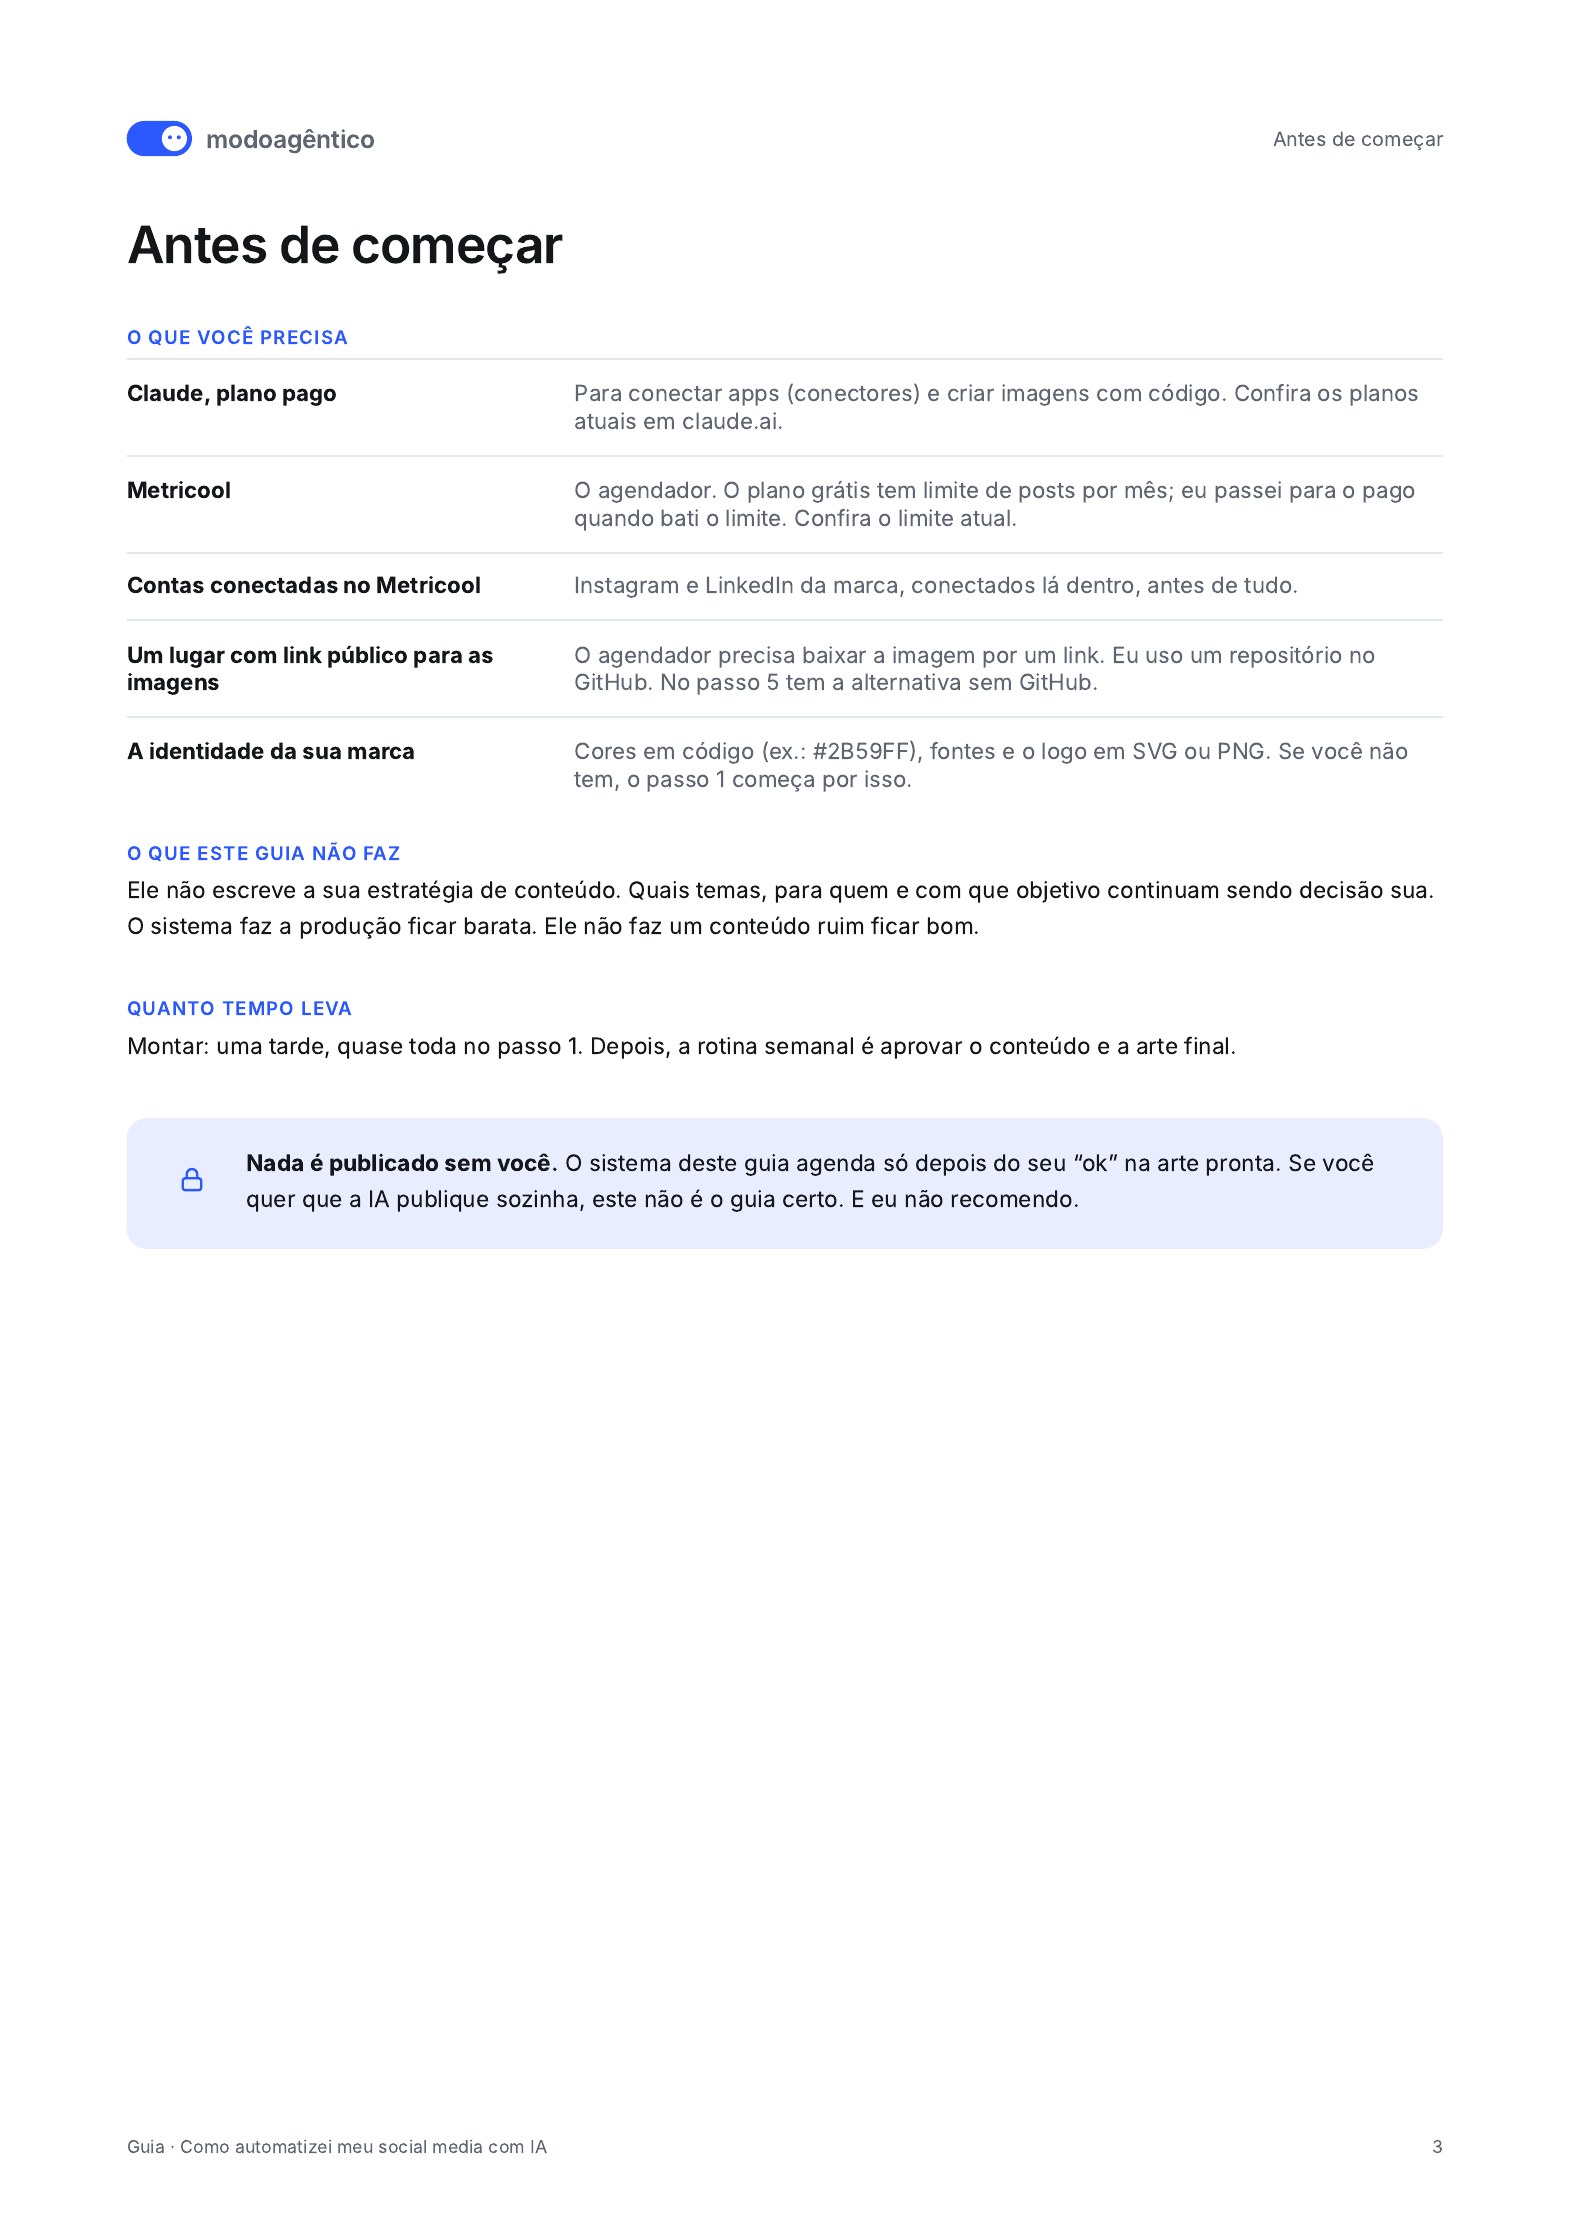 modoagêntico
Antes de começar
Antes de começar
O QUE VOCÊ PRECISA
Claude, plano pago
Para conectar apps (conectores) e criar imagens com código. Confira os planos
atuais em claude.ai.
Metricool
O agendador. O plano grátis tem limite de posts por mês; eu passei para o pago
quando bati o limite. Confira o limite atual.
Contas conectadas no Metricool
Instagram e LinkedIn da marca, conectados lá dentro, antes de tudo.
Um lugar com link público para as
imagens
O agendador precisa baixar a imagem por um link. Eu uso um repositório no
GitHub. No passo 5 tem a alternativa sem GitHub.
A identidade da sua marca
Cores em código (ex.: #2B59FF), fontes e o logo em SVG ou PNG. Se você não
tem, o passo 1 começa por isso.
O QUE ESTE GUIA NÃO FAZ
Ele não escreve a sua estratégia de conteúdo. Quais temas, para quem e com que objetivo continuam sendo decisão sua.
O sistema faz a produção ficar barata. Ele não faz um conteúdo ruim ficar bom.
QUANTO TEMPO LEVA
Montar: uma tarde, quase toda no passo 1. Depois, a rotina semanal é aprovar o conteúdo e a arte final.
Nada é publicado sem você. O sistema deste guia agenda só depois do seu “ok” na arte pronta. Se você
quer que a IA publique sozinha, este não é o guia certo. E eu não recomendo.
Guia · Como automatizei meu social media com IA
3